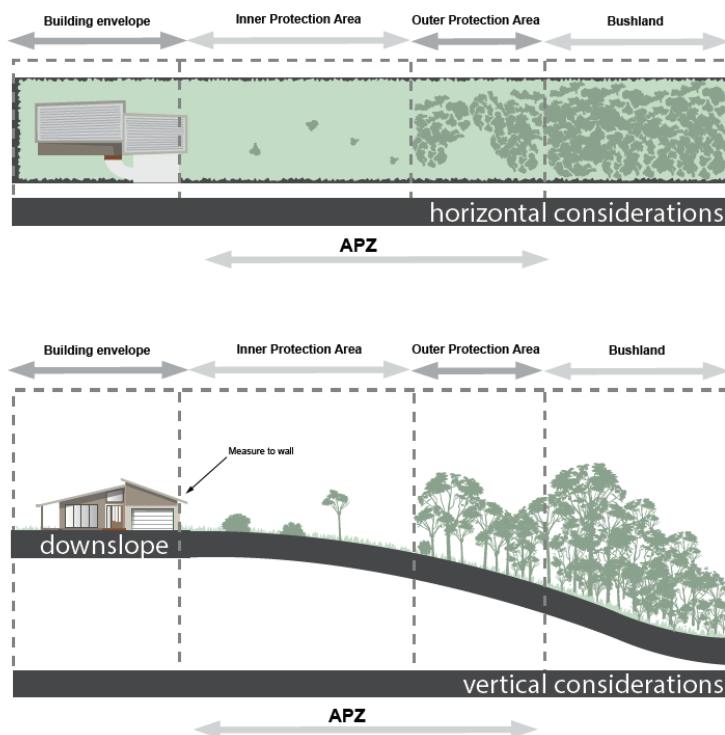 Building envelope Inner Protection Area Outer Protection Area Bushland
horizontal considerations
APZ
Building envelope Inner Protection Area Outer Protection Area Bushland
Measure to wall
downslope
vertical considerations
APZ